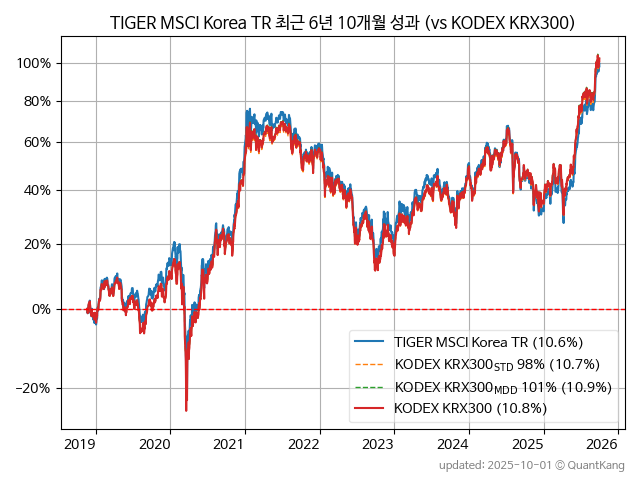 TIGER MSCI Korea TR 최근 6년 10개월 성과 (vs KODEX KRX300)
100%
80%
60%
40%
20%
0%
−20%
TIGER MSCI Korea TR (10.6%)
KODEX KRX300STD 98% (10.7%)
KODEX KRX300MDD 101% (10.9%)
KODEX KRX300 (10.8%)
2019 2020 2021 2022 2023 2024 2025 2026
updated: 2025-10-01 © QuantKang